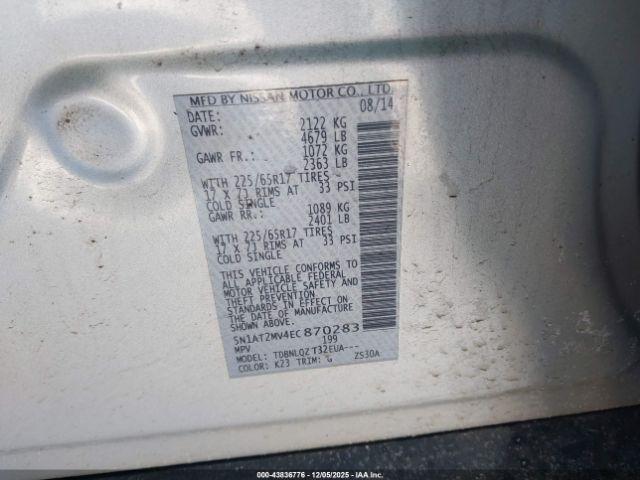 MFD BY NISSAN MOTOR CO., LTD.
DATE: 08/14
GVWR: 2122 KG
4679 LB
GAWR FR.: 1072 KG
2363 LB
WITH 225/65R17 TIRES
17 X 7J RIMS AT 33 PSI
COLD SINGLE
GAWR RR.: 1089 KG
2401 LB
WITH 225/65R17 TIRES
17 X 7J RIMS AT 33 PSI
COLD SINGLE
THIS VEHICLE CONFORMS TO
ALL APPLICABLE FEDERAL
MOTOR VEHICLE SAFETY AND
THEFT PREVENTION
STANDARDS IN EFFECT ON
THE DATE OF MANUFACTURE
SHOWN ABOVE.
5N1AT2MV4EC870283
MPV 199
TDBNLQZ T32EUA---
COLOR: K23 TRIM: G ZS30A
000-43836776 - 12/05/2025 - IAAI